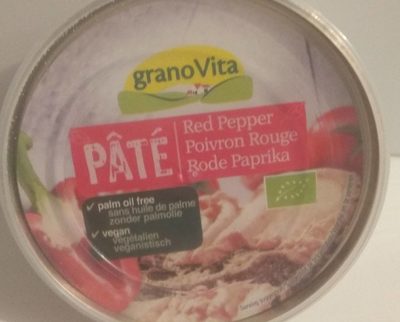 granoVita
PÂTÉ
Red Pepper
Poivron Rouge
Rode Paprika
✓ palm oil free
sans huile de palme
zonder palmolie
✓ vegan
végétalien
veganistisch